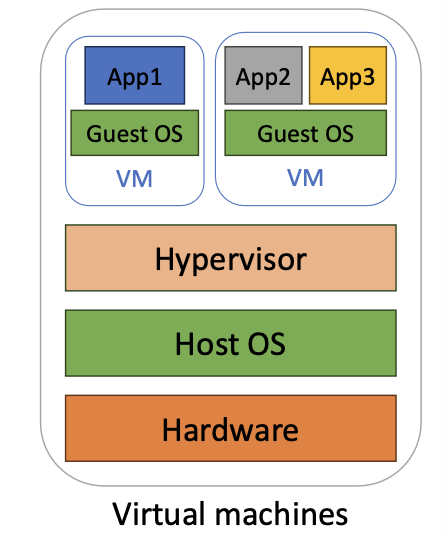 App1
App2
App3
Guest OS
Guest OS
VM
VM
Hypervisor
Host OS
Hardware
Virtual machines